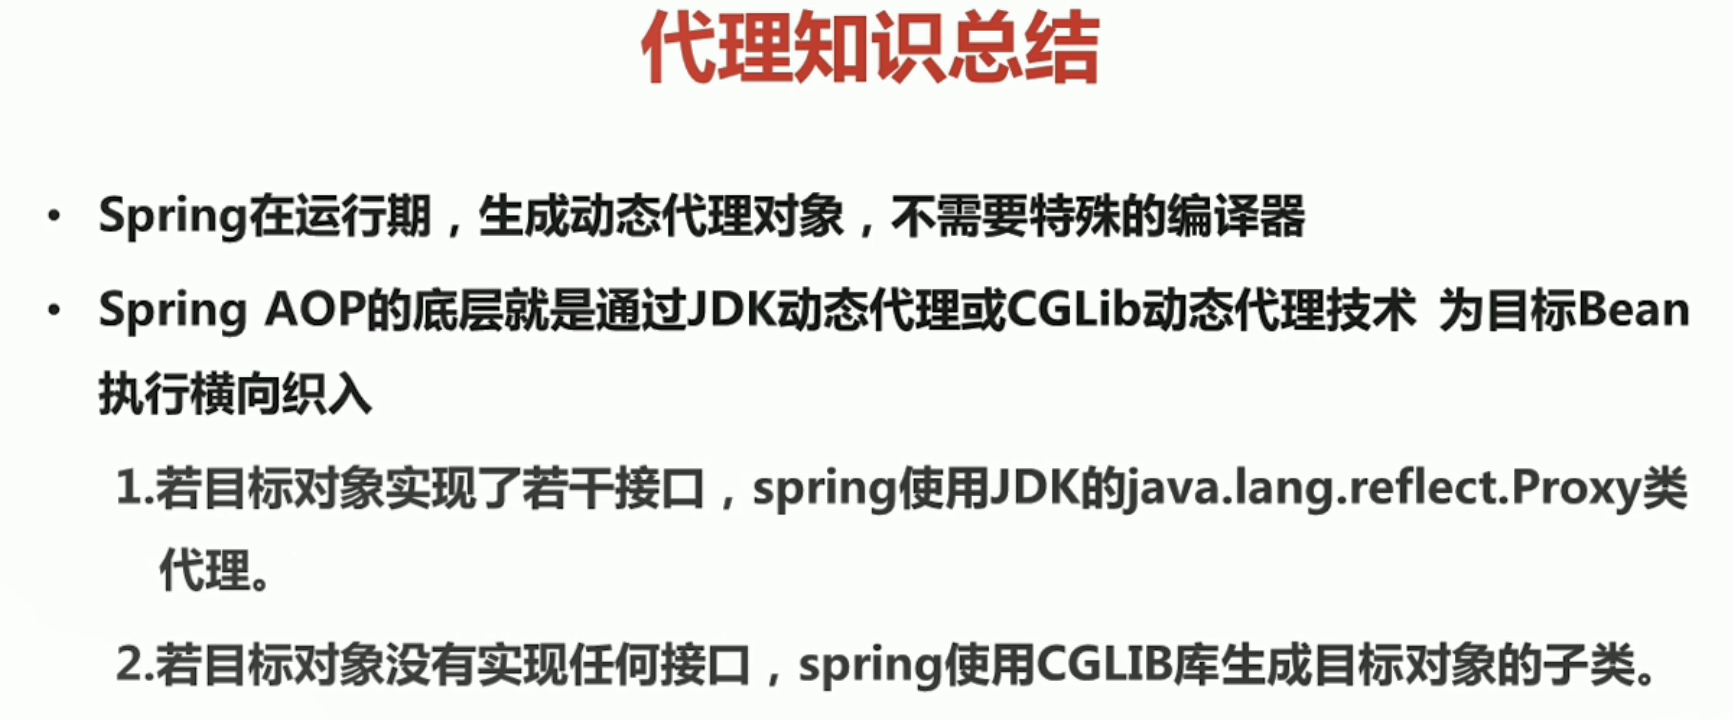 代理知识总结
• Spring在运行期，生成动态代理对象，不需要特殊的编译器
• Spring AOP的底层就是通过JDK动态代理或CGLib动态代理技术 为目标Bean
执行横向织入
1.若目标对象实现了若干接口，spring使用JDK的java.lang.reflect.Proxy类
代理。
2.若目标对象没有实现任何接口，spring使用CGLIB库生成目标对象的子类。